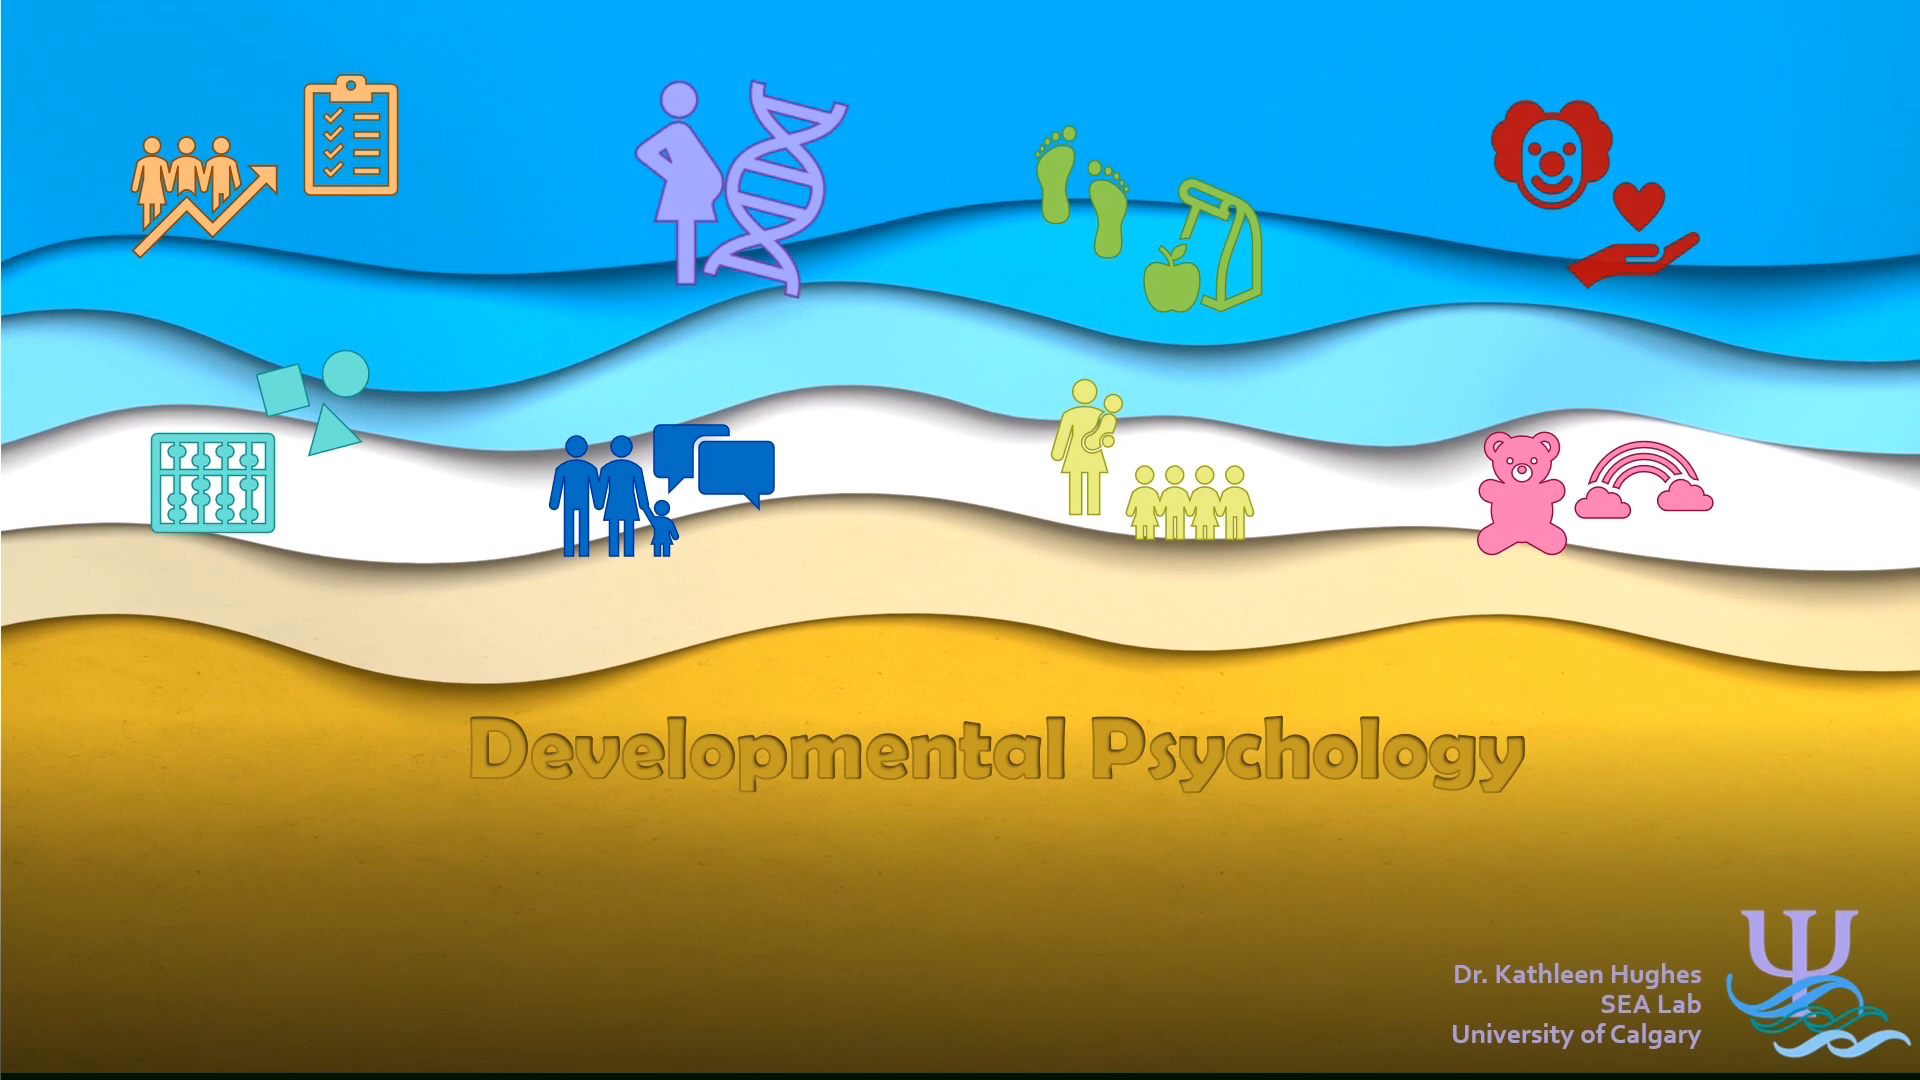 Developmental Psychology
Dr. Kathleen Hughes
SEA Lab
University of Calgary